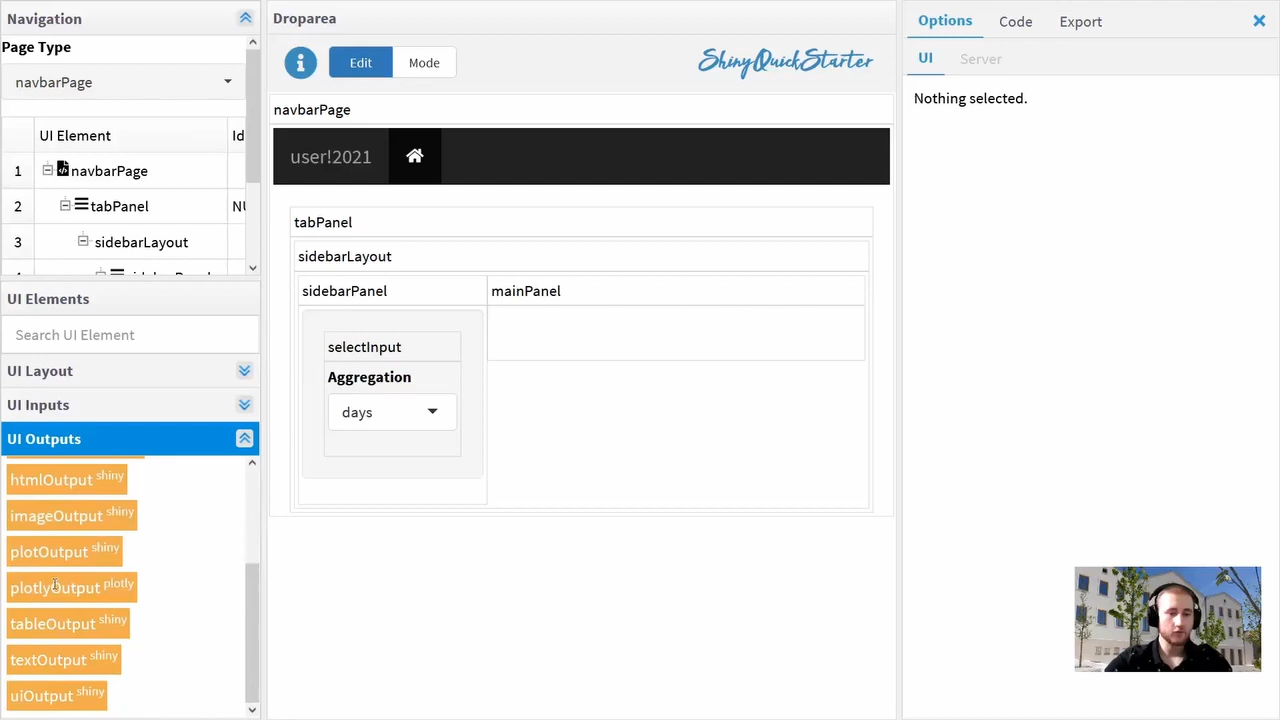 Navigation
Page Type
navbarPage
UI Element Id
1 navbarPage
2 tabPanel NU
3 sidebarLayout
UI Elements
Search UI Element
UI Layout
UI Inputs
UI Outputs
htmlOutput shiny
imageOutput shiny
plotOutput shiny
plotlyOutput plotly
tableOutput shiny
textOutput shiny
uiOutput shiny
Droparea
Edit Mode
ShinyQuickStarter
navbarPage
user!2021
tabPanel
sidebarLayout
sidebarPanel mainPanel
selectInput
Aggregation
days
Options Code Export
UI Server
Nothing selected.